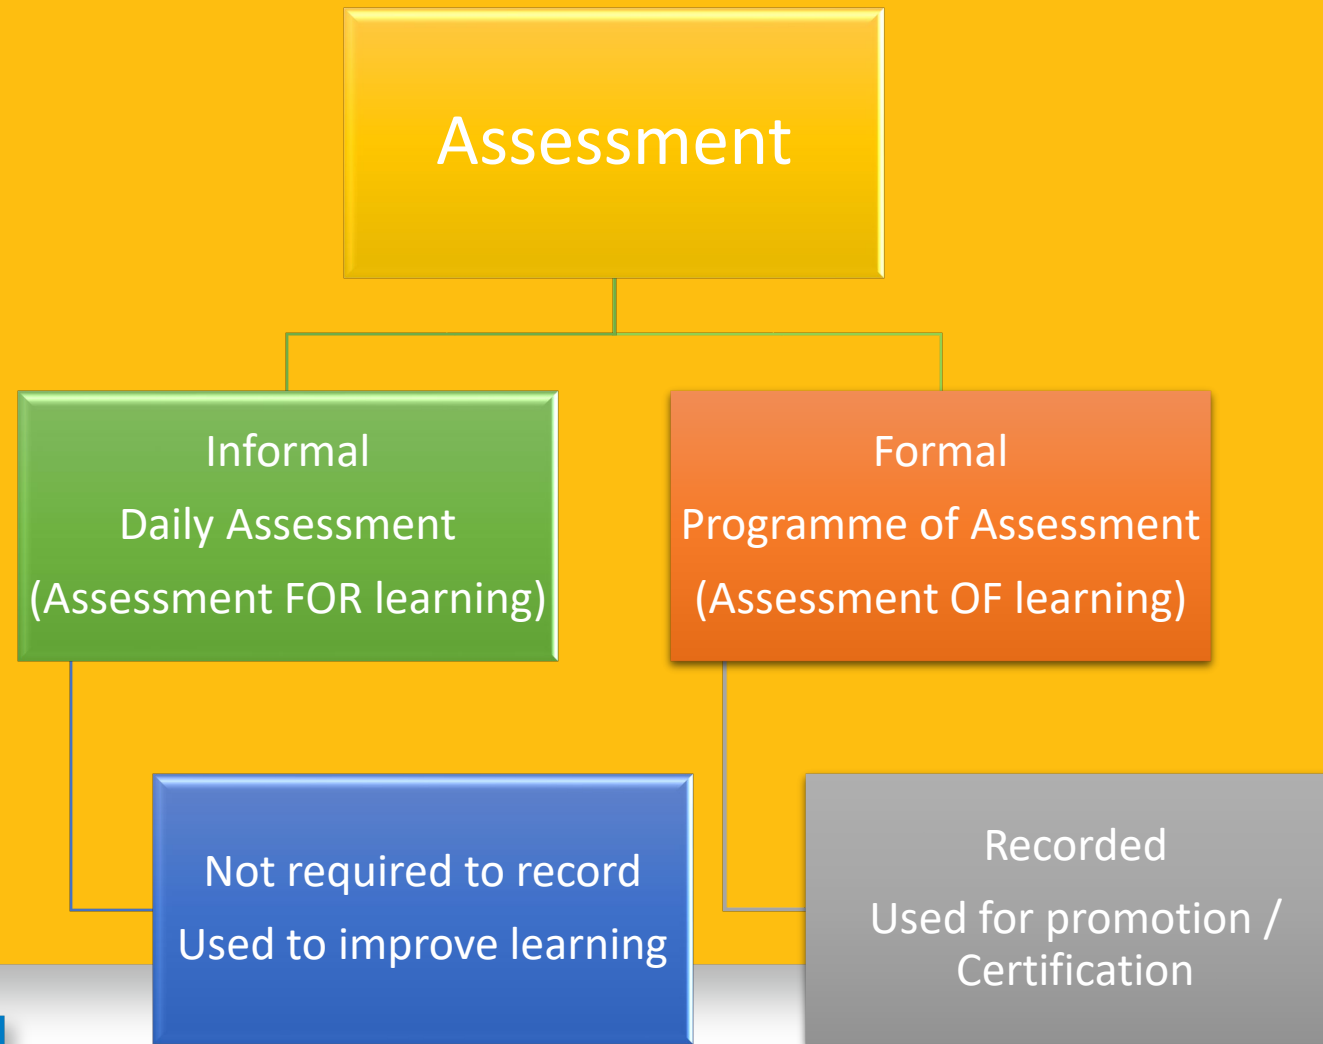 Assessment
Informal
Daily Assessment
(Assessment FOR learning)
Formal
Programme of Assessment
(Assessment OF learning)
Not required to record
Used to improve learning
Recorded
Used for promotion /
Certification